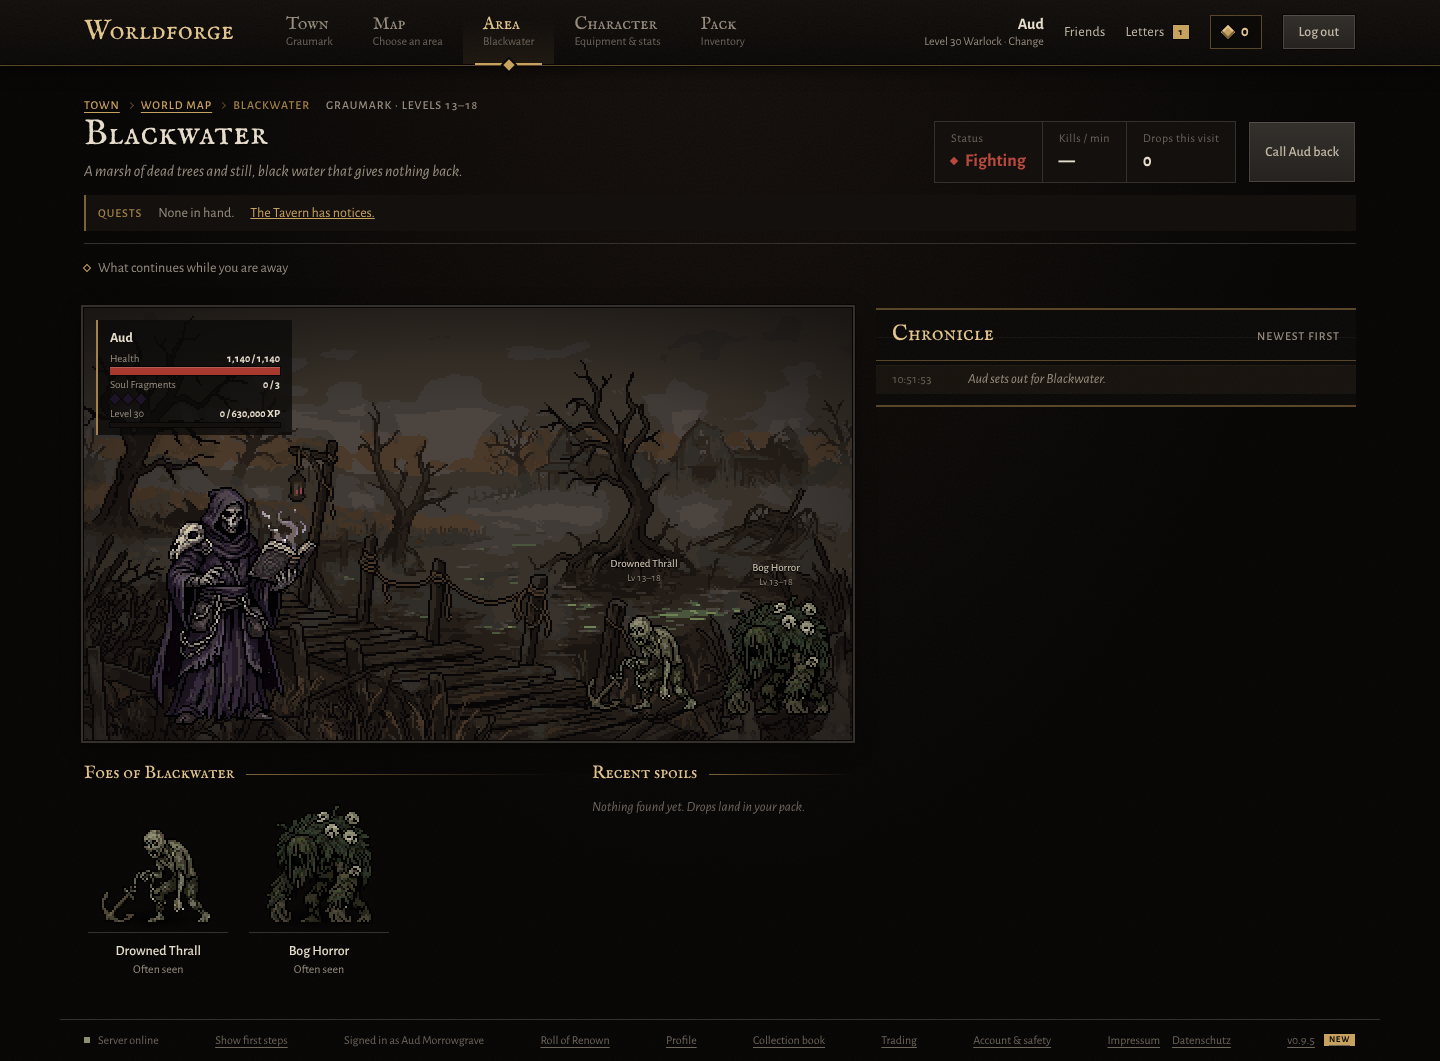 Worldforge
Town
Graumark
Map
Choose an area
Area
Blackwater
Character
Equipment & stats
Pack
Inventory
Aud
Level 30 Warlock · Change
Friends
Letters 1
0
Log out
TOWN > WORLD MAP > BLACKWATER GRAUMARK · LEVELS 13–18
Blackwater
A marsh of dead trees and still, black water that gives nothing back.
Status
Fighting
Kills / min
—
Drops this visit
0
Call Aud back
QUESTS None in hand. The Tavern has notices.
What continues while you are away
Aud
Health 1,140 / 1,140
Soul Fragments 0 / 3
Level 30 0 / 630,000 XP
Drowned Thrall
Lv 13–18
Bog Horror
Lv 13–18
Chronicle NEWEST FIRST
10:51:53 Aud sets out for Blackwater.
Foes of Blackwater
Drowned Thrall
Often seen
Bog Horror
Often seen
Recent spoils
Nothing found yet. Drops land in your pack.
Server online Show first steps Signed in as Aud Morrowgrave Roll of Renown Profile Collection book Trading Account & safety Impressum Datenschutz v0.9.5 NEW